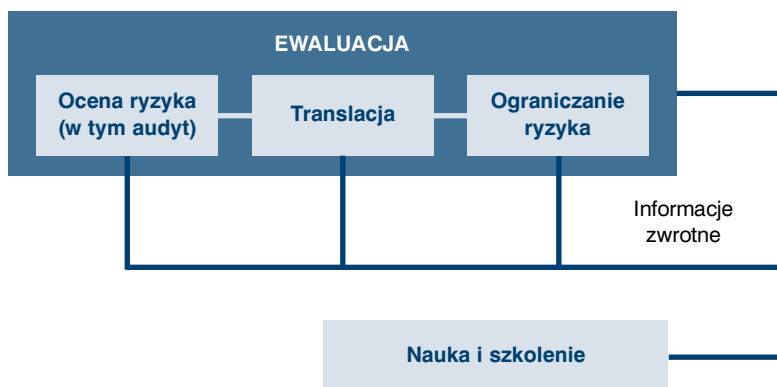 EWALUACJA
Ocena ryzyka
(w tym audyt)
Translacja
Ograniczanie
ryzyka
Informacje
zwrotne
Nauka i szkolenie